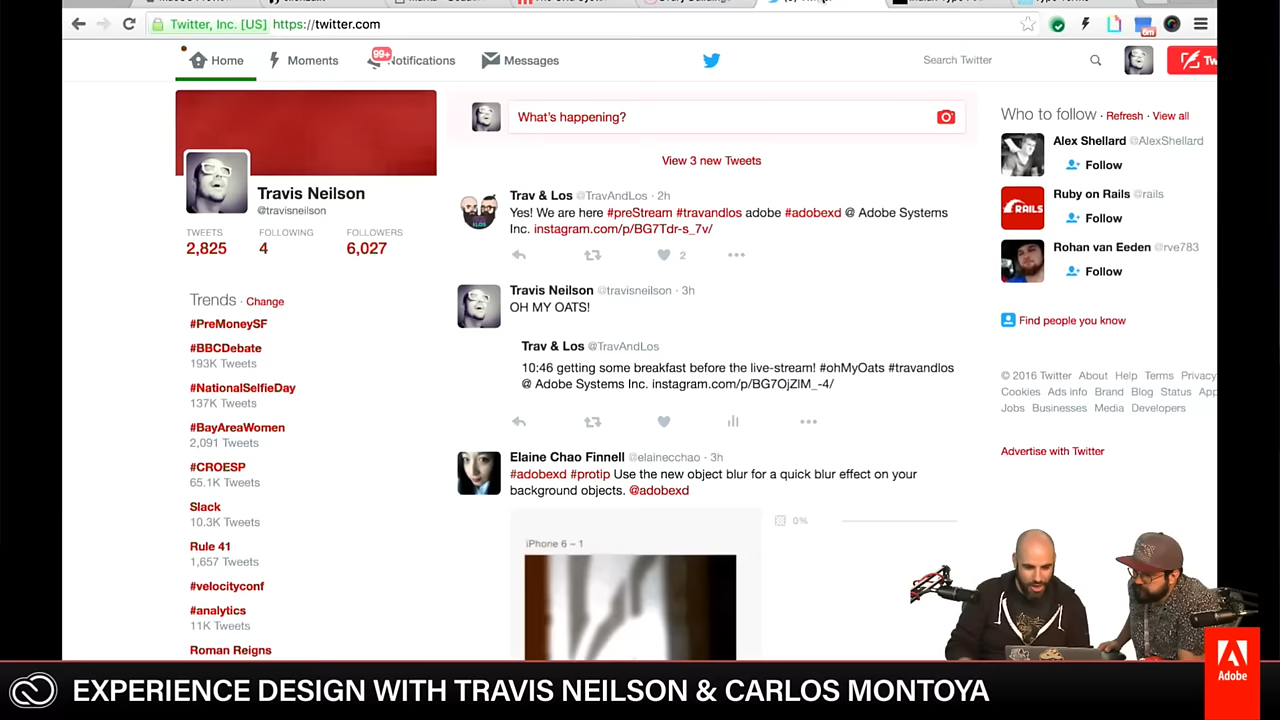 Twitter, Inc. [US]
https://twitter.com
6m
Home
Moments
99+
Notifications
Messages
Search Twitter
What's happening?
View 3 new Tweets
Travis Neilson
@travisneilson
TWEETS FOLLOWING FOLLOWERS
2,825 4 6,027
Trends · Change
#PreMoneySF
#BBCDebate
193K Tweets
#NationalSelfieDay
137K Tweets
#BayAreaWomen
2,091 Tweets
#CROESP
65.1K Tweets
Slack
10.3K Tweets
Rule 41
1,657 Tweets
#velocityconf
#analytics
11K Tweets
Roman Reigns
Trav & Los @TravAndLos · 2h
Yes! We are here #preStream #travandlos adobe #adobexd @ Adobe Systems
Inc. instagram.com/p/BG7Tdr-s_7v/
2
Travis Neilson @travisneilson · 3h
OH MY OATS!
Trav & Los @TravAndLos
10:46 getting some breakfast before the live-stream! #ohMyOats #travandlos
@ Adobe Systems Inc. instagram.com/p/BG7OjZlM_-4/
Elaine Chao Finnell @elainecchao · 3h
#adobexd #protip Use the new object blur for a quick blur effect on your
background objects. @adobexd
iPhone 6 – 1
0%
Who to follow · Refresh · View all
Alex Shellard @AlexShellard
Follow
Ruby on Rails @rails
Follow
RAILS
Rohan van Eeden @rve783
Follow
Find people you know
© 2016 Twitter About Help Terms Privacy
Cookies Ads info Brand Blog Status App
Jobs Businesses Media Developers
Advertise with Twitter
EXPERIENCE DESIGN WITH TRAVIS NEILSON & CARLOS MONTOYA
Adobe